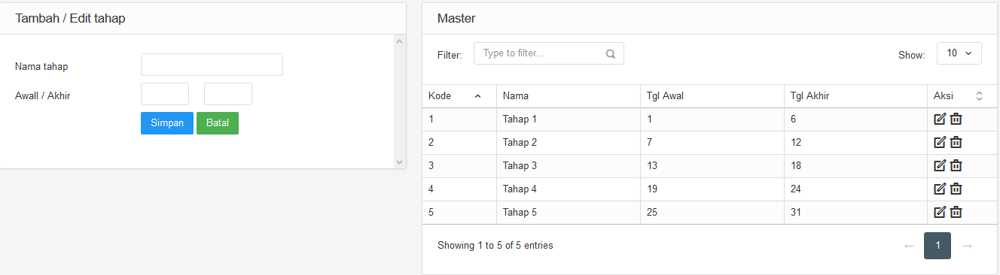 Tambah / Edit tahap
Nama tahap
Awall / Akhir
Simpan Batal
Master
Filter: Type to filter... Show: 10
Kode Nama Tgl Awal Tgl Akhir Aksi
1 Tahap 1 1 6
2 Tahap 2 7 12
3 Tahap 3 13 18
4 Tahap 4 19 24
5 Tahap 5 25 31
Showing 1 to 5 of 5 entries ← 1 →